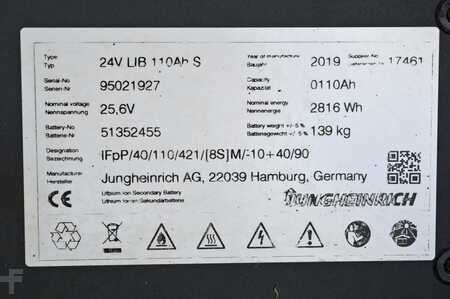 Type
Typ
24V LIB 110Ah S
Year of manufacture
Baujahr
2019
Supplier-No
17461
Serial-No
Serien-Nr
95021927
Capacity
Kapazität
0110Ah
Nominal voltage
Nennspannung
25,6V
Nominal energy
Nennenergie
2816 Wh
Battery-No
Batterie-Nr
51352455
Battery weight +/-5 %
Batteriegewicht +/-5 %
139 kg
Designation
Bezeichnung
IFpP/40/110/421/[8S]M/-10+40/90
Manufacturer
Hersteller
Jungheinrich AG, 22039 Hamburg, Germany
Lithium Ion Secondary Battery
Lithium Ionen Sekundärbatterie
CE
JUNGHEINRICH
F